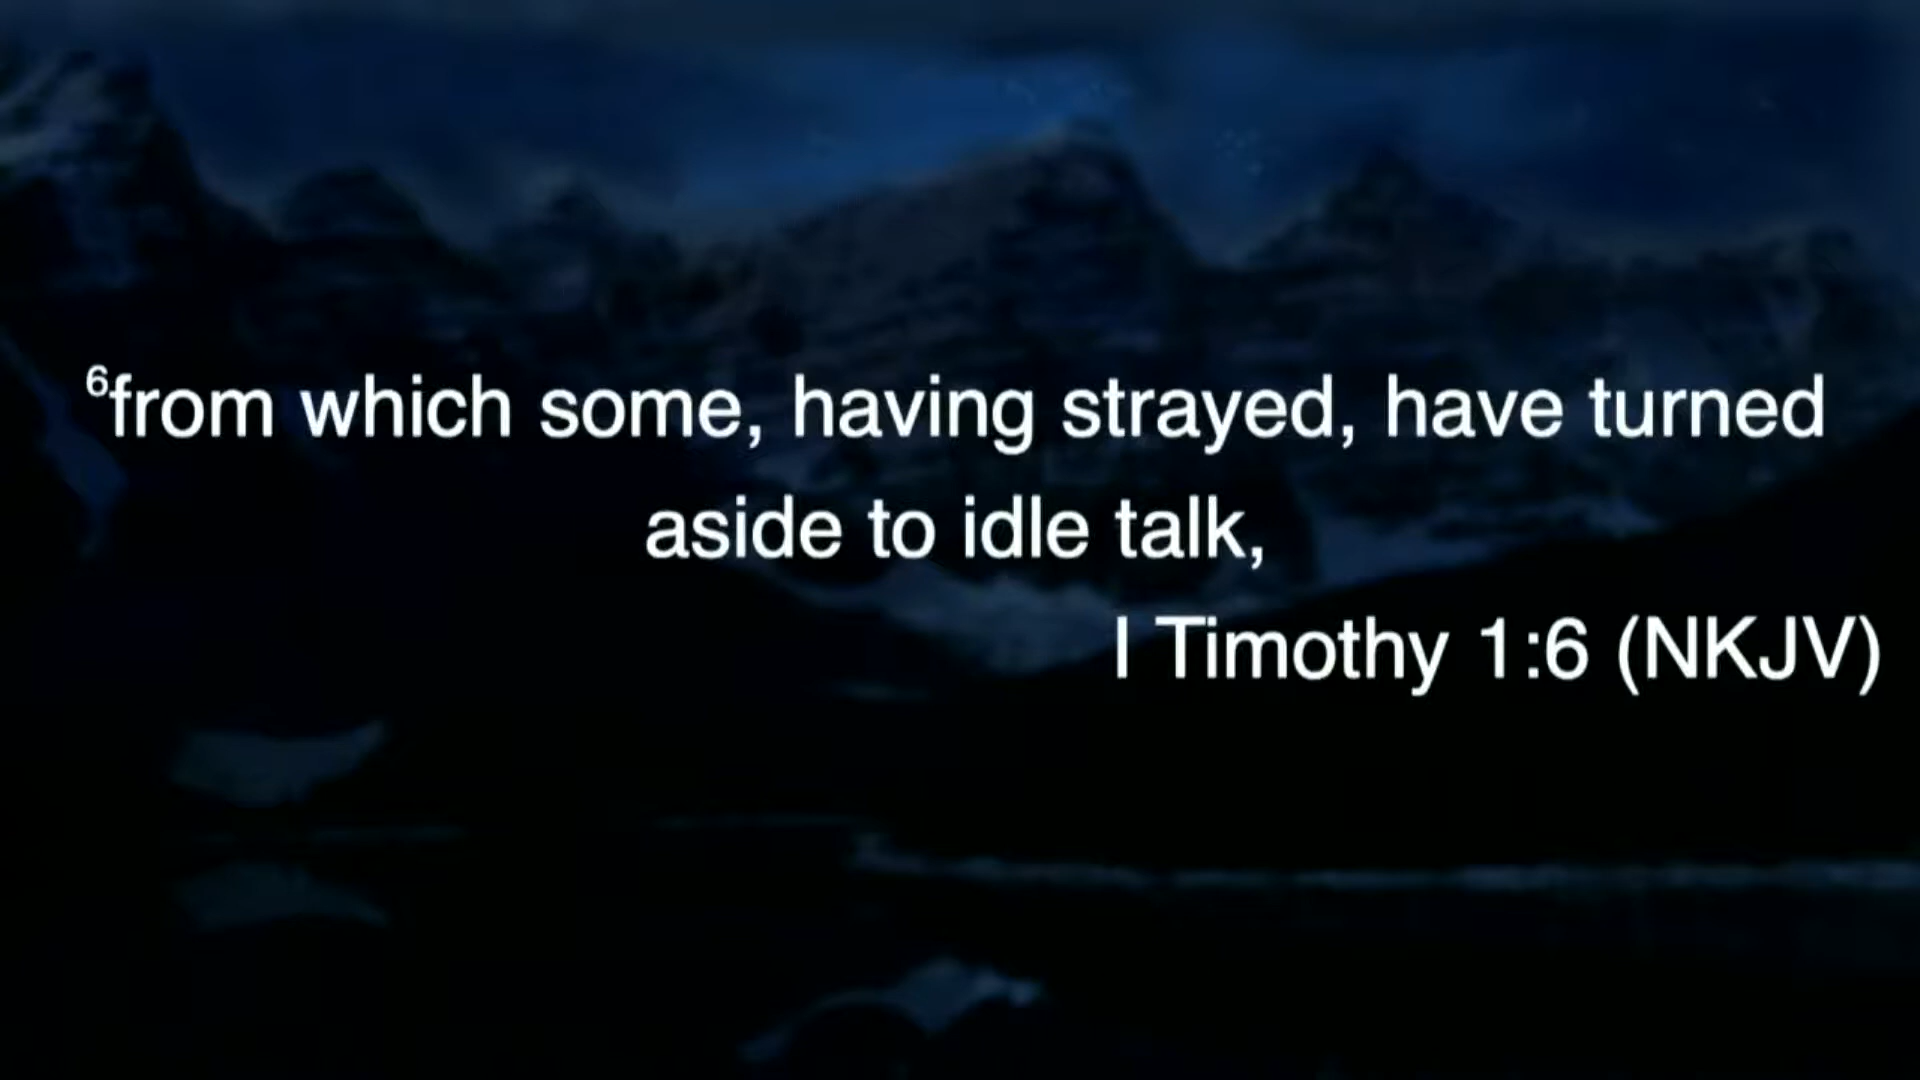 ⁶from which some, having strayed, have turned
aside to idle talk,
I Timothy 1:6 (NKJV)